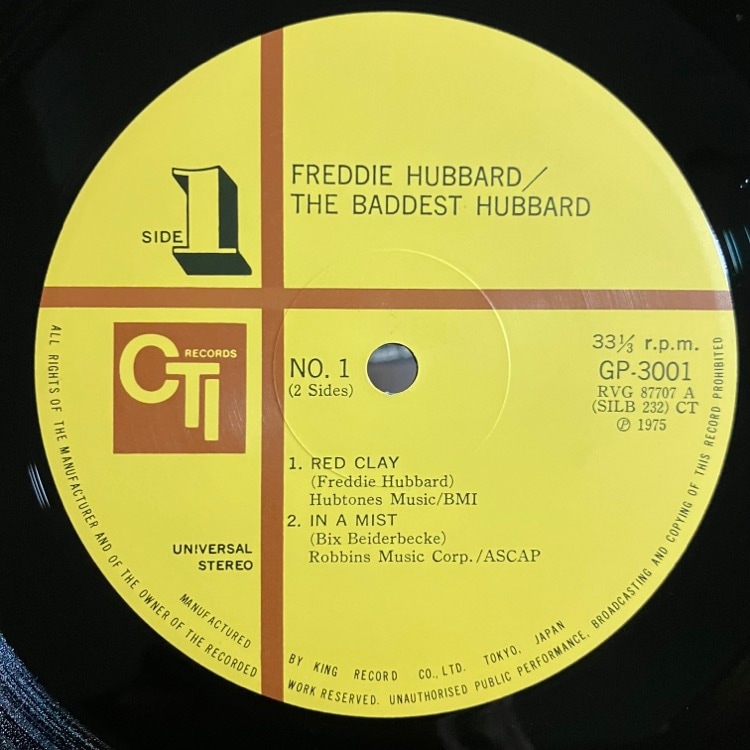 FREDDIE HUBBARD/
THE BADDEST HUBBARD
SIDE 1
CTI RECORDS
NO. 1
(2 Sides)
33⅓ r.p.m.
GP-3001
RVG 87707 A
(SILB 232) CT
℗ 1975
1. RED CLAY
(Freddie Hubbard)
Hubtones Music/BMI
2. IN A MIST
(Bix Beiderbecke)
Robbins Music Corp./ASCAP
UNIVERSAL
STEREO
MANUFACTURED BY KING RECORD CO., LTD. TOKYO, JAPAN
ALL RIGHTS OF THE MANUFACTURER AND OF THE OWNER OF THE RECORDED WORK RESERVED. UNAUTHORISED PUBLIC PERFORMANCE, BROADCASTING AND COPYING OF THIS RECORD PROHIBITED